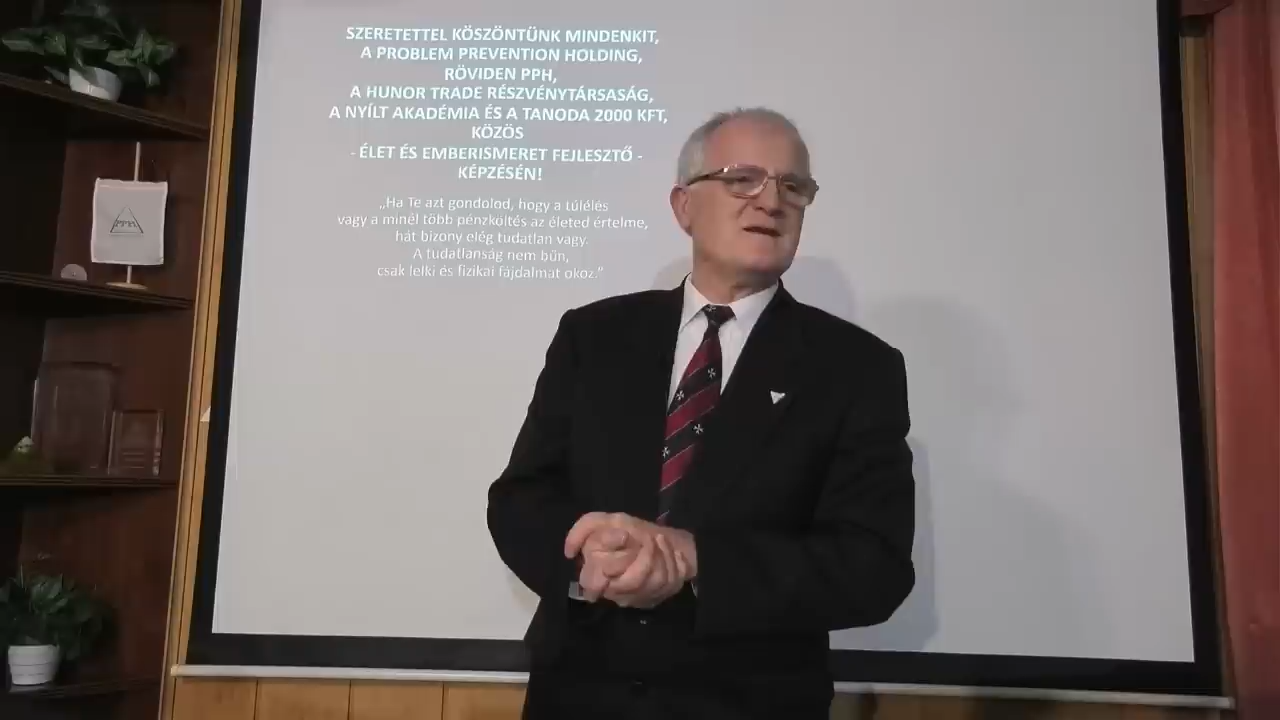 SZERETETTEL KÖSZÖNTÜNK MINDENKIT,
A PROBLEM PREVENTION HOLDING,
RÖVIDEN PPH,
A HUNOR TRADE RÉSZVÉNYTÁRSASÁG,
A NYÍLT AKADÉMIA ÉS A TANODA 2000 KFT,
KÖZÖS
- ÉLET ÉS EMBERISMERET FEJLESZTŐ -
KÉPZÉSÉN!
„Ha Te azt gondolod, hogy a túlélés
vagy a minél több pénzköltés az életed értelme,
hát bizony elég tudatlan vagy.
A tudatlanság nem bűn,
csak lelki és fizikai fájdalmat okoz.”